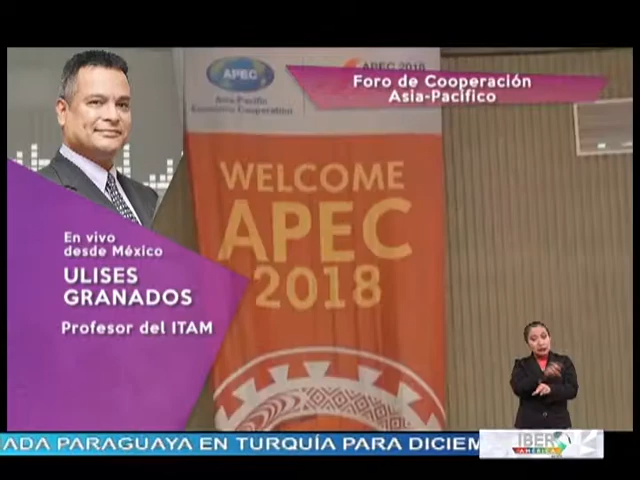 APEC
Asia-Pacific
Economic Cooperation
APEC 2018
Foro de Cooperación
Asia-Pacífico
WELCOME
APEC
2018
En vivo
desde México
ULISES
GRANADOS
Profesor del ITAM
ADA PARAGUAYA EN TURQUÍA PARA DICIEM
IBER
AMÉRICA